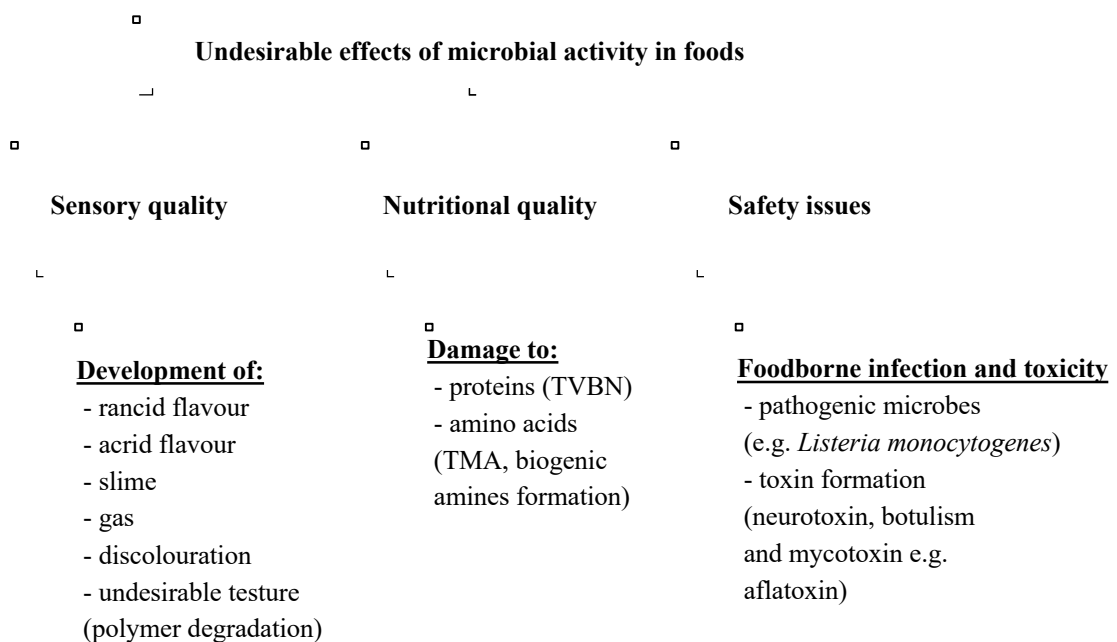 Undesirable effects of microbial activity in foods
Sensory quality
Nutritional quality
Safety issues
Development of:
- rancid flavour
- acrid flavour
- slime
- gas
- discolouration
- undesirable testure
(polymer degradation)
Damage to:
- proteins (TVBN)
- amino acids
(TMA, biogenic
amines formation)
Foodborne infection and toxicity
- pathogenic microbes
(e.g. Listeria monocytogenes)
- toxin formation
(neurotoxin, botulism
and mycotoxin e.g.
aflatoxin)